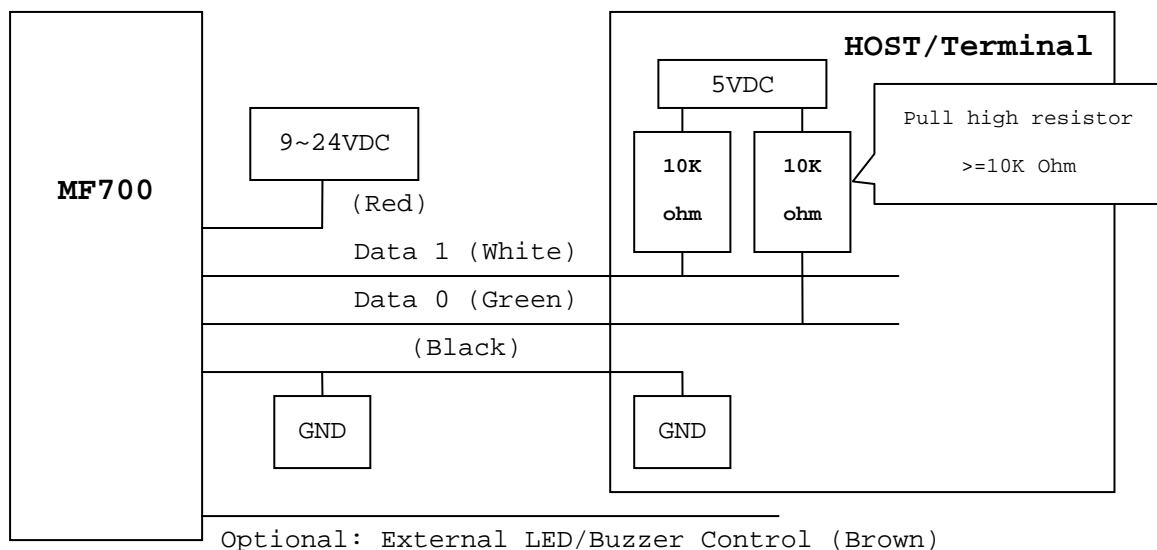 HOST/Terminal
5VDC
Pull high resistor
>=10K Ohm
9~24VDC
10K
ohm
10K
ohm
MF700
(Red)
Data 1 (White)
Data 0 (Green)
(Black)
GND
GND
Optional: External LED/Buzzer Control (Brown)